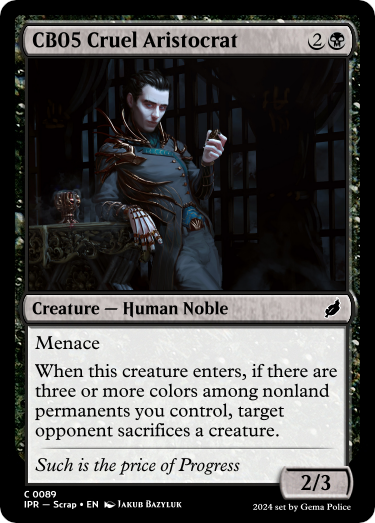 CB05 Cruel Aristocrat 2
Creature — Human Noble
Menace
When this creature enters, if there are
three or more colors among nonland
permanents you control, target
opponent sacrifices a creature.
Such is the price of Progress
2/3
C 0089
IPR — Scrap • EN JAKUB BAZYLUK
2024 set by Gema Police